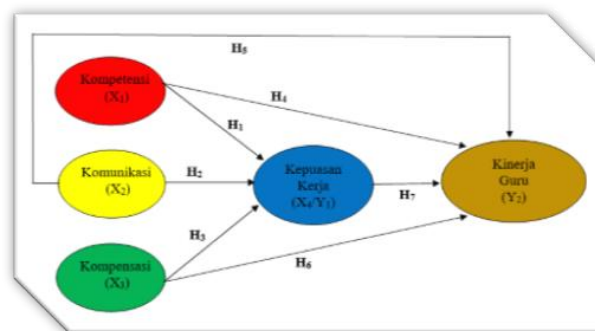 H₅
Kompetensi
(X₁)
H₄
H₁
Komunikasi
(X₂)
H₂
Kepuasan
Kerja
(X₄/Y₁)
H₇
Kinerja
Guru
(Y₂)
H₃
Kompensasi
(X₃)
H₆